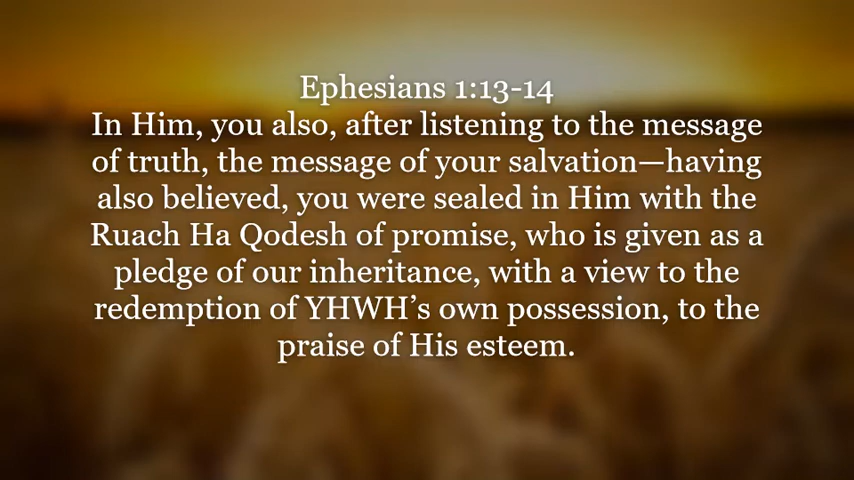 Ephesians 1:13-14
In Him, you also, after listening to the message
of truth, the message of your salvation—having
also believed, you were sealed in Him with the
Ruach Ha Qodesh of promise, who is given as a
pledge of our inheritance, with a view to the
redemption of YHWH’s own possession, to the
praise of His esteem.